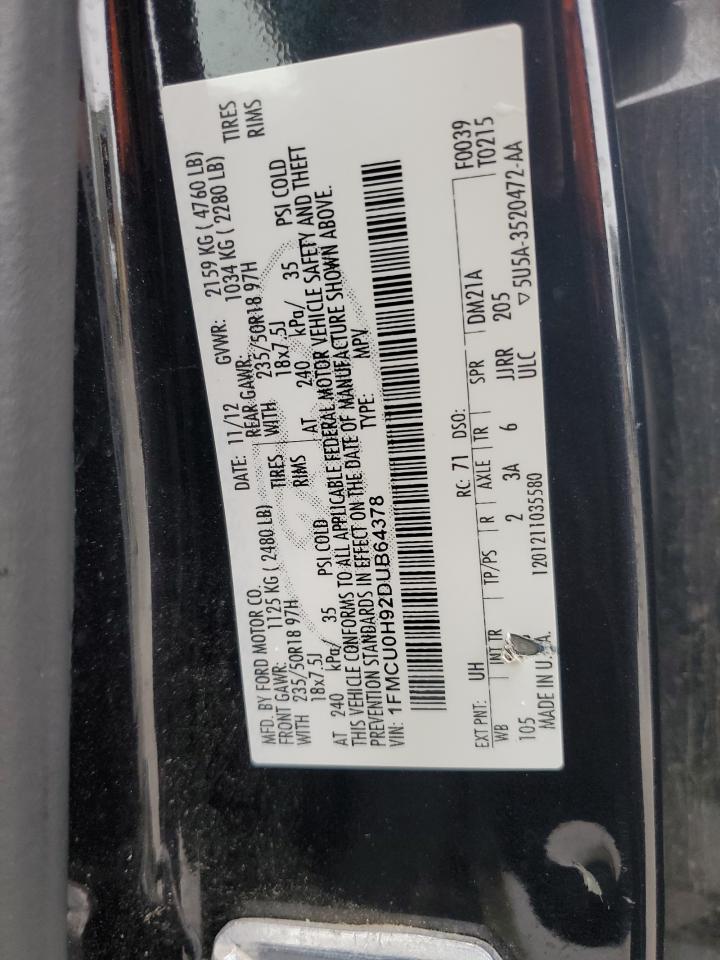 MFD. BY FORD MOTOR CO.
DATE: 11/12 GVWR: 2159 KG ( 4760 LB)
FRONT GAWR: 1125 KG ( 2480 LB) REAR GAWR: 1034 KG ( 2280 LB)
WITH 235/50R18 97H TIRES WITH 235/50R18 97H TIRES
18x7.5J RIMS 18x7.5J RIMS
AT 240 kPa/ 35 PSI COLD AT 240 kPa/ 35 PSI COLD
THIS VEHICLE CONFORMS TO ALL APPLICABLE FEDERAL MOTOR VEHICLE SAFETY AND THEFT
PREVENTION STANDARDS IN EFFECT ON THE DATE OF MANUFACTURE SHOWN ABOVE.
VIN: 1FMCU0H92DUB64378 TYPE: MPV
F0039
T0215
EXT PNT: UH RC: 71 DSO:
WB INT TR TP/PS R AXLE TR SPR DM21A
105 2 3A 6 JJRR 205
MADE IN U.S.A. 1201211035580 ULC ▽5U5A-3520472-AA